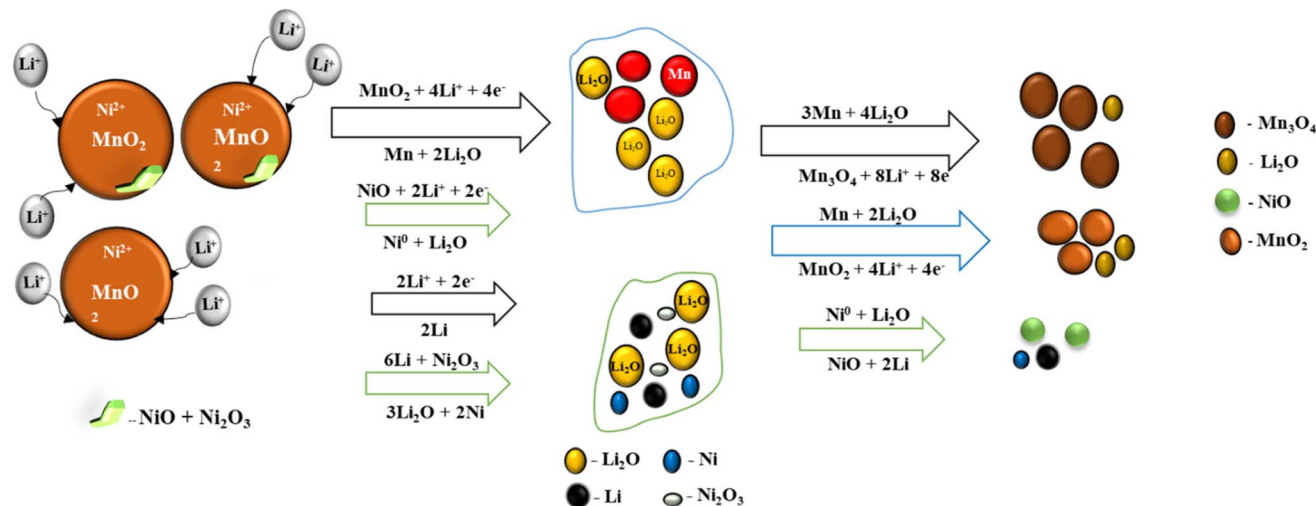 Li⁺
Li⁺
Li⁺
Ni²⁺
MnO₂
Ni²⁺
MnO
2
Li⁺
Ni²⁺
MnO
2
Li⁺
Li⁺
Li⁺
-- NiO + Ni₂O₃
MnO₂ + 4Li⁺ + 4e⁻
Mn + 2Li₂O
NiO + 2Li⁺ + 2e⁻
Ni⁰ + Li₂O
2Li⁺ + 2e⁻
2Li
6Li + Ni₂O₃
3Li₂O + 2Ni
Li₂O
Mn
Li₂O
Li₂O
Li₂O
Li₂O
Li₂O
Li₂O
- Li₂O
- Ni
- Li
- Ni₂O₃
3Mn + 4Li₂O
Mn₃O₄ + 8Li⁺ + 8e
Mn + 2Li₂O
MnO₂ + 4Li⁺ + 4e⁻
Ni⁰ + Li₂O
NiO + 2Li
- Mn₃O₄
- Li₂O
- NiO
- MnO₂